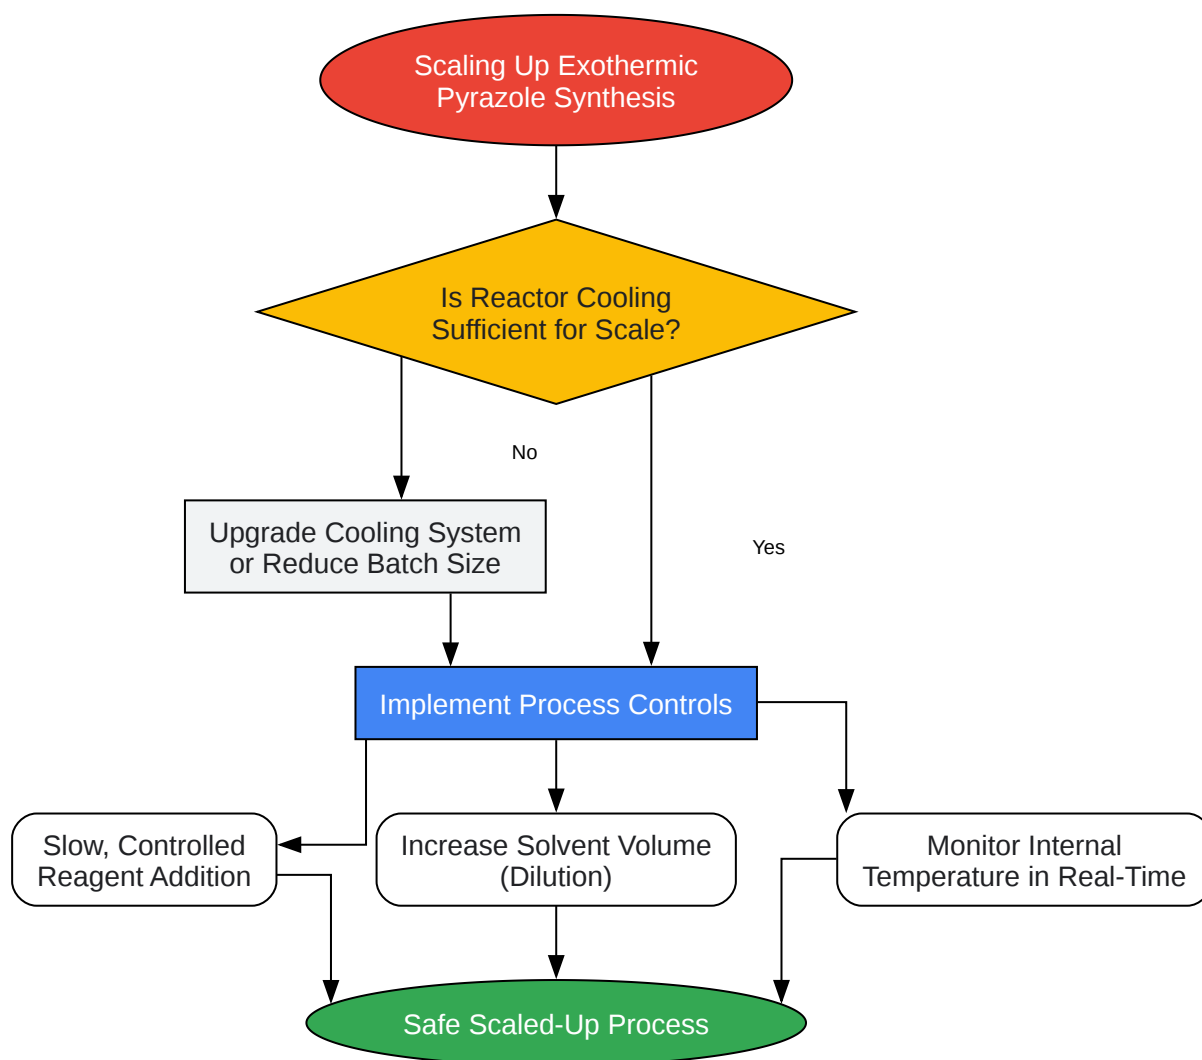 Scaling Up Exothermic
Pyrazole Synthesis
Is Reactor Cooling
Sufficient for Scale?
No
Upgrade Cooling System
or Reduce Batch Size
Yes
Implement Process Controls
Slow, Controlled
Reagent Addition
Increase Solvent Volume
(Dilution)
Monitor Internal
Temperature in Real-Time
Safe Scaled-Up Process